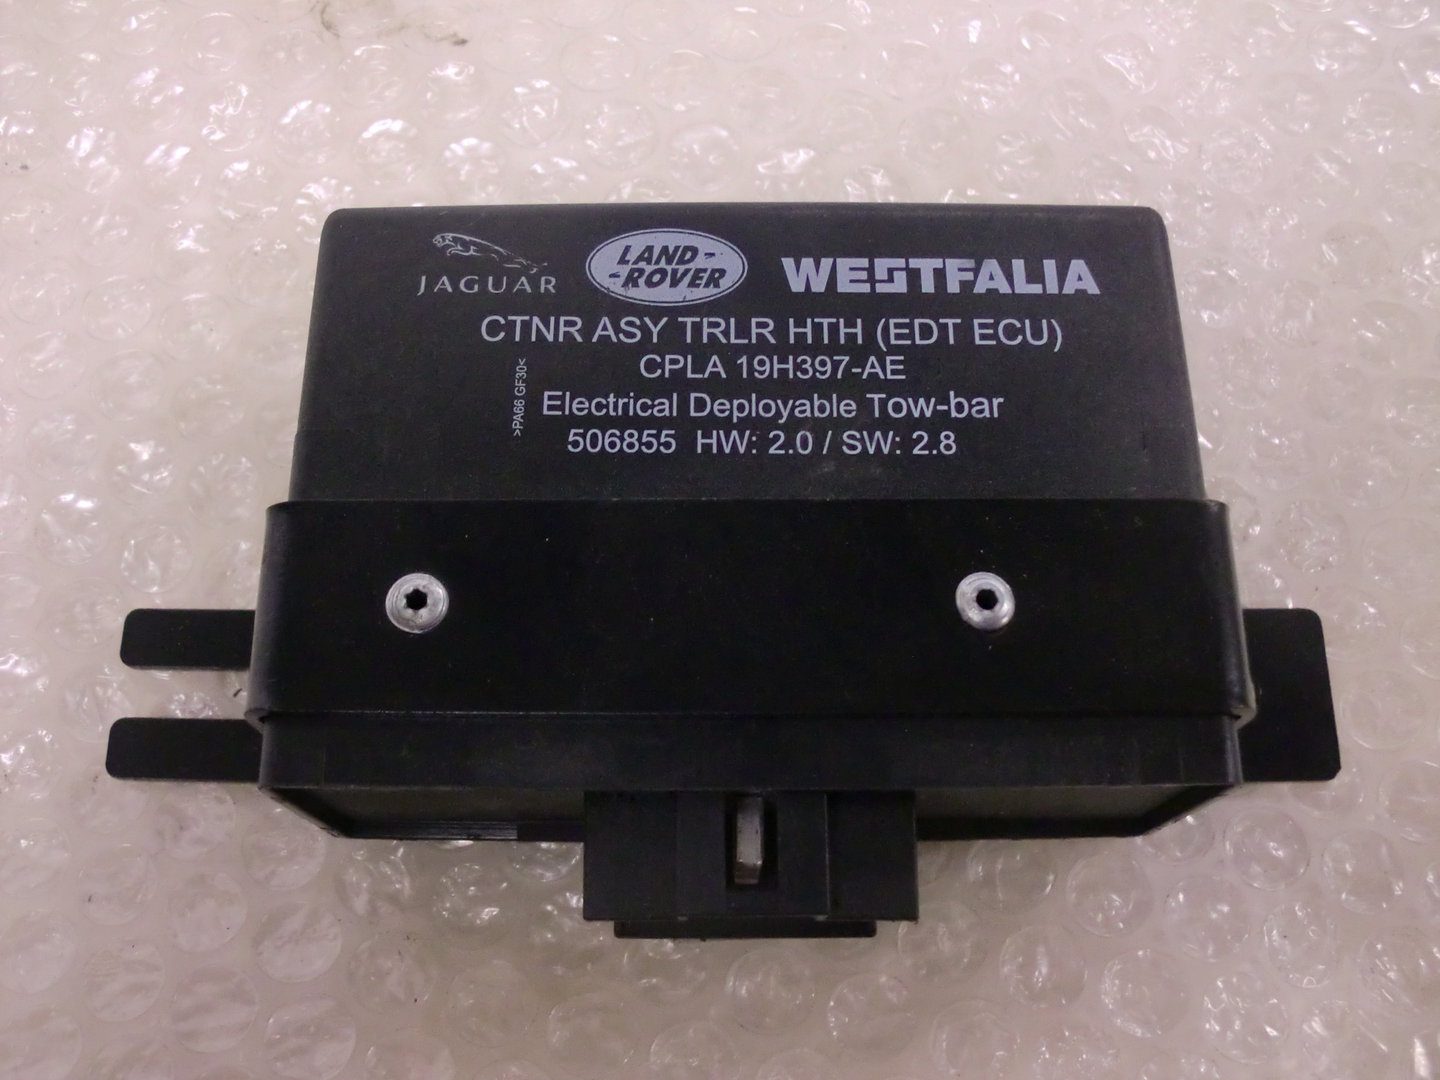 JAGUAR LAND-ROVER WESTFALIA
CTNR ASY TRLR HTH (EDT ECU)
CPLA 19H397-AE
>PA66 GF30<
Electrical Deployable Tow-bar
506855 HW: 2.0 / SW: 2.8